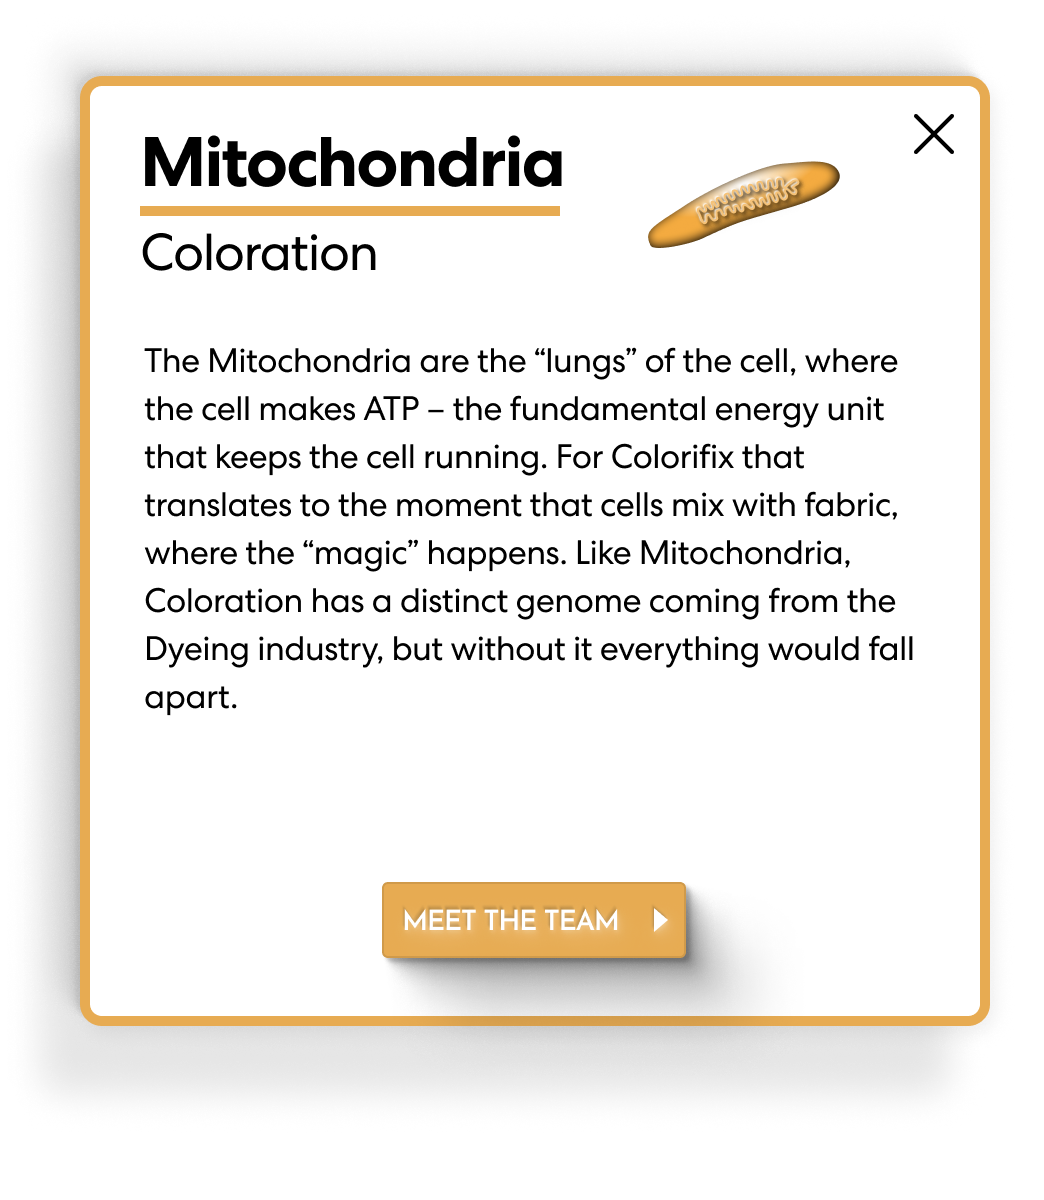 Mitochondria
Coloration
The Mitochondria are the “lungs” of the cell, where
the cell makes ATP – the fundamental energy unit
that keeps the cell running. For Colorifix that
translates to the moment that cells mix with fabric,
where the “magic” happens. Like Mitochondria,
Coloration has a distinct genome coming from the
Dyeing industry, but without it everything would fall
apart.
MEET THE TEAM